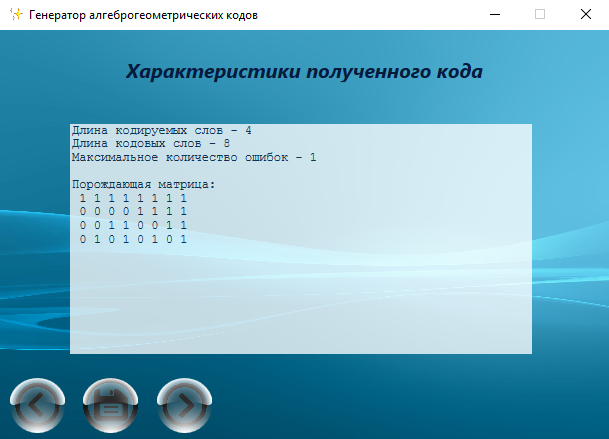 Генератор алгеброгеометрических кодов
Характеристики полученного кода
Длина кодируемых слов - 4
Длина кодовых слов - 8
Максимальное количество ошибок - 1
Порождающая матрица:
1 1 1 1 1 1 1 1
0 0 0 0 1 1 1 1
0 0 1 1 0 0 1 1
0 1 0 1 0 1 0 1